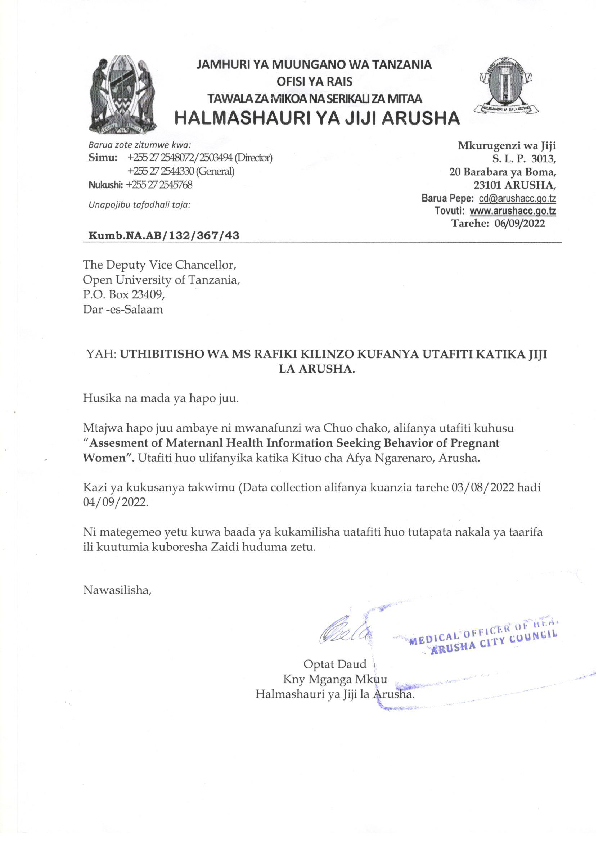 JAMHURI YA MUUNGANO WA TANZANIA
OFISI YA RAIS
TAWALA ZA MIKOA NA SERIKALI ZA MITAA
HALMASHAURI YA JIJI ARUSHA
Barua zote zitumwe kwa:
Simu: +255 27 2548072/2503494 (Director)
+255 27 2544330 (General)
Nukushi: +255 27 2545768
Unapojibu tafadhali taja:
Kumb.NA.AB/132/367/43
Mkurugenzi wa Jiji
S. L. P. 3013,
20 Barabara ya Boma,
23101 ARUSHA,
Barua Pepe: cd@arushacc.go.tz
Tovuti: www.arushacc.go.tz
Tarehe: 06/09/2022
The Deputy Vice Chancellor,
Open University of Tanzania,
P.O. Box 23409,
Dar -es-Salaam
YAH: UTHIBITISHO WA MS RAFIKI KILINZO KUFANYA UTAFITI KATIKA JIJI
LA ARUSHA.
Husika na mada ya hapo juu.
Mtajwa hapo juu ambaye ni mwanafunzi wa Chuo chako, alifanya utafiti kuhusu
“Assesment of Maternanl Health Information Seeking Behavior of Pregnant
Women”. Utafiti huo ulifanyika katika Kituo cha Afya Ngarenaro, Arusha.
Kazi ya kukusanya takwimu (Data collection alifanya kuanzia tarehe 03/08/2022 hadi
04/09/2022.
Ni mategemeo yetu kuwa baada ya kukamilisha uatafiti huo tutapata nakala ya taarifa
ili kuutumia kuboresha Zaidi huduma zetu.
Nawasilisha,
MEDICAL OFFICER OF HEA
ARUSHA CITY COUNCIL
Optat Daud
Kny Mganga Mkuu
Halmashauri ya Jiji la Arusha.